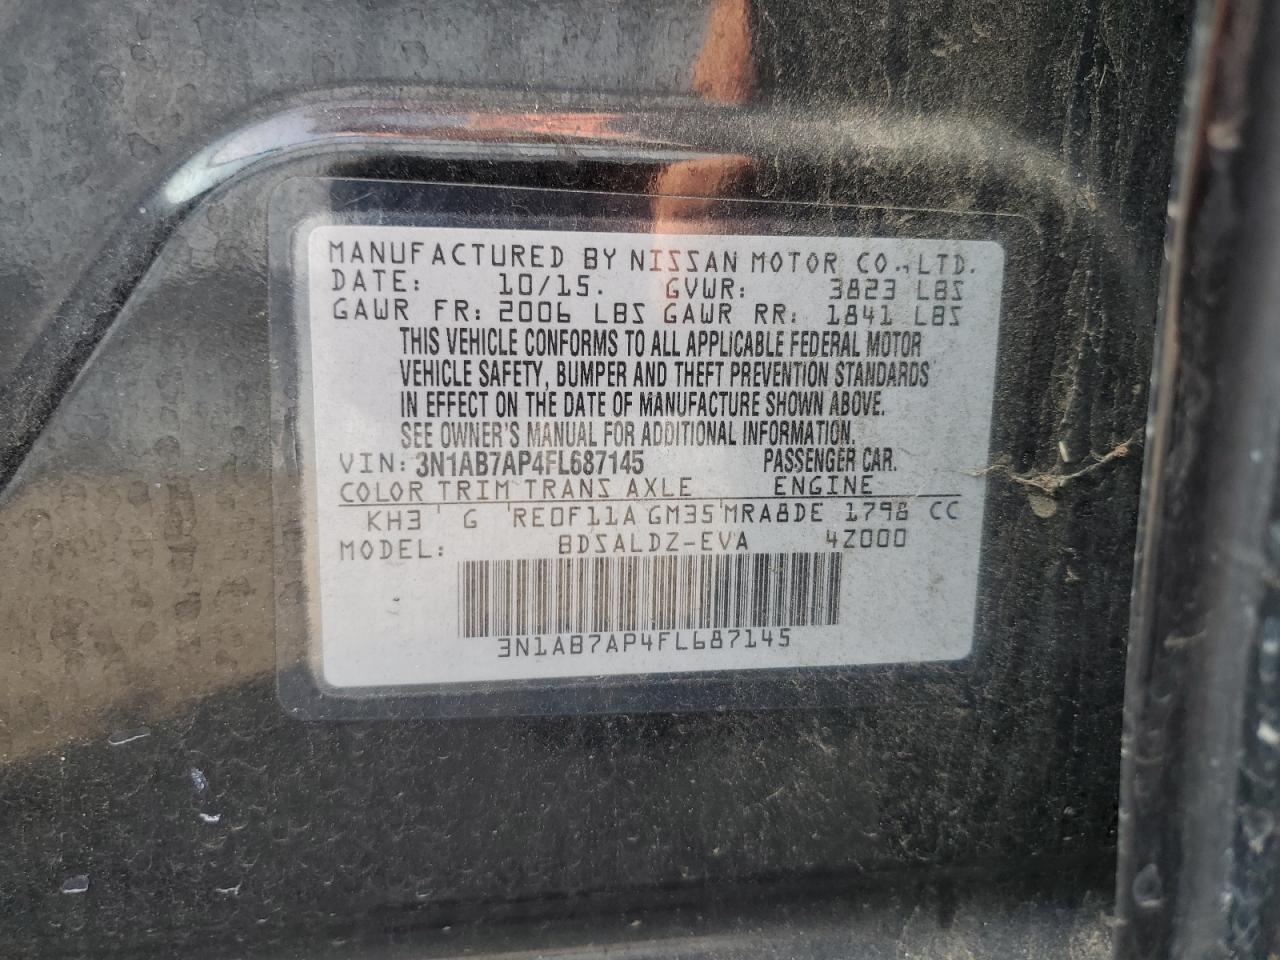 MANUFACTURED BY NISSAN MOTOR CO., LTD.
DATE: 10/15. GVWR: 3823 LBS
GAWR FR: 2006 LBS GAWR RR: 1841 LBS
THIS VEHICLE CONFORMS TO ALL APPLICABLE FEDERAL MOTOR
VEHICLE SAFETY, BUMPER AND THEFT PREVENTION STANDARDS
IN EFFECT ON THE DATE OF MANUFACTURE SHOWN ABOVE.
SEE OWNER'S MANUAL FOR ADDITIONAL INFORMATION.
VIN: 3N1AB7AP4FL687145 PASSENGER CAR.
COLOR TRIM TRANS AXLE ENGINE
KH3 G RE0F11A GM35 MRA8DE 1798 CC
MODEL: BDSALDZ-EVA 4Z000
3N1AB7AP4FL687145